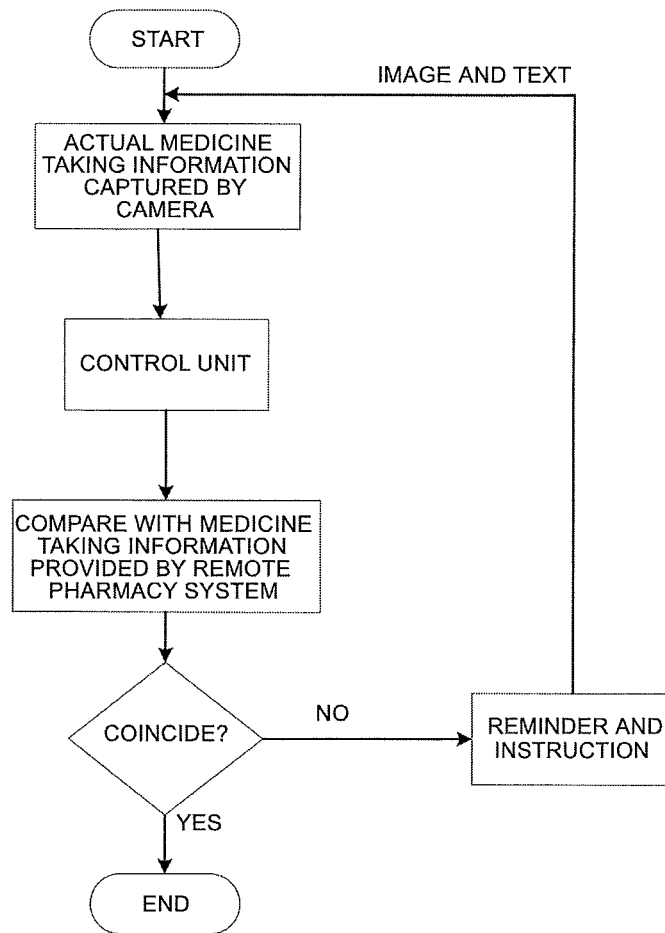 START
IMAGE AND TEXT
ACTUAL MEDICINE
TAKING INFORMATION
CAPTURED BY
CAMERA
CONTROL UNIT
COMPARE WITH MEDICINE
TAKING INFORMATION
PROVIDED BY REMOTE
PHARMACY SYSTEM
COINCIDE?
NO
REMINDER AND
INSTRUCTION
YES
END